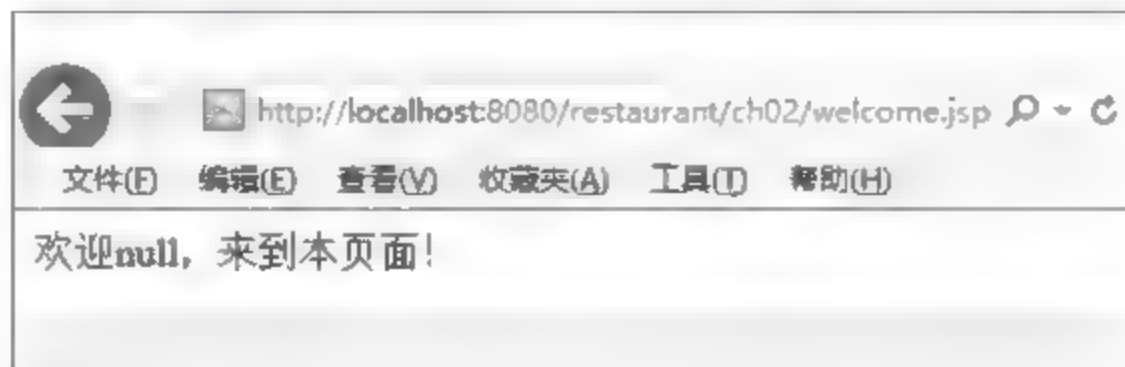 http://localhost:8080/restaurant/ch02/welcome.jsp
文件(F) 编辑(E) 查看(V) 收藏夹(A) 工具(T) 帮助(H)
欢迎null，来到本页面！